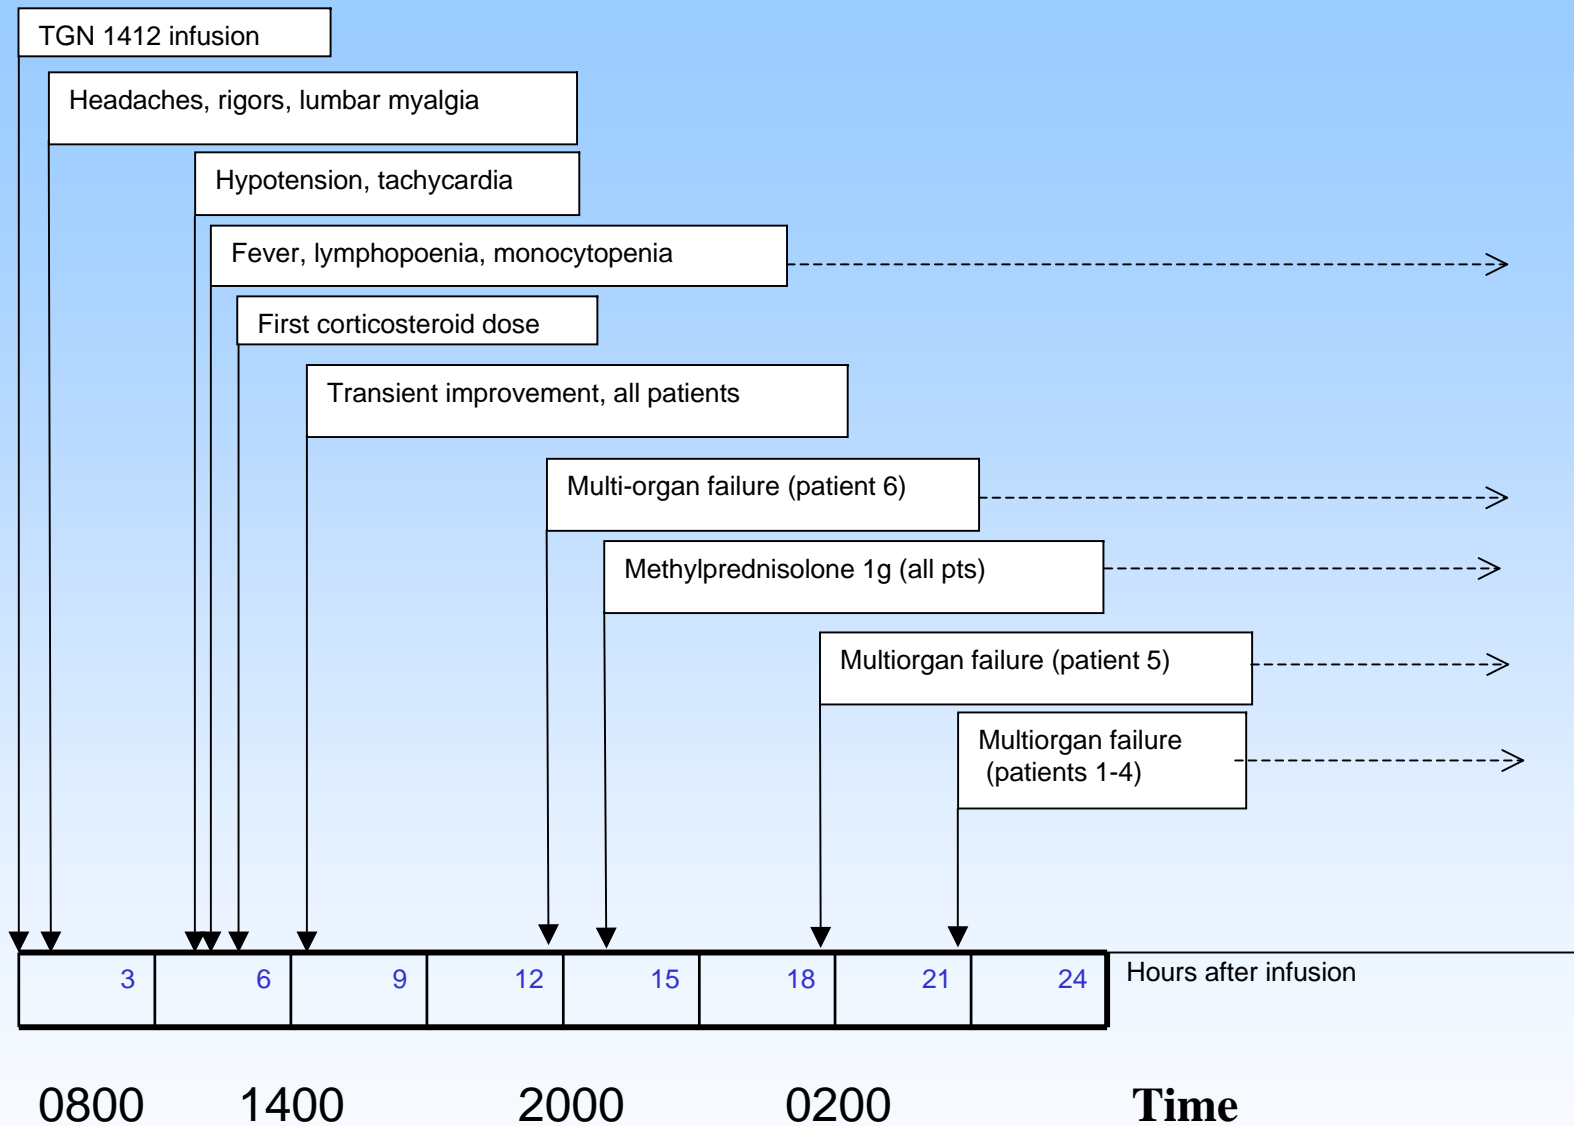 TGN 1412 infusion
Headaches, rigors, lumbar myalgia
Hypotension, tachycardia
Fever, lymphopoenia, monocytopenia
First corticosteroid dose
Transient improvement, all patients
Multi-organ failure (patient 6)
Methylprednisolone 1g (all pts)
Multiorgan failure (patient 5)
Multiorgan failure
(patients 1-4)
3 6 9 12 15 18 21 24 Hours after infusion
0800 1400 2000 0200 Time